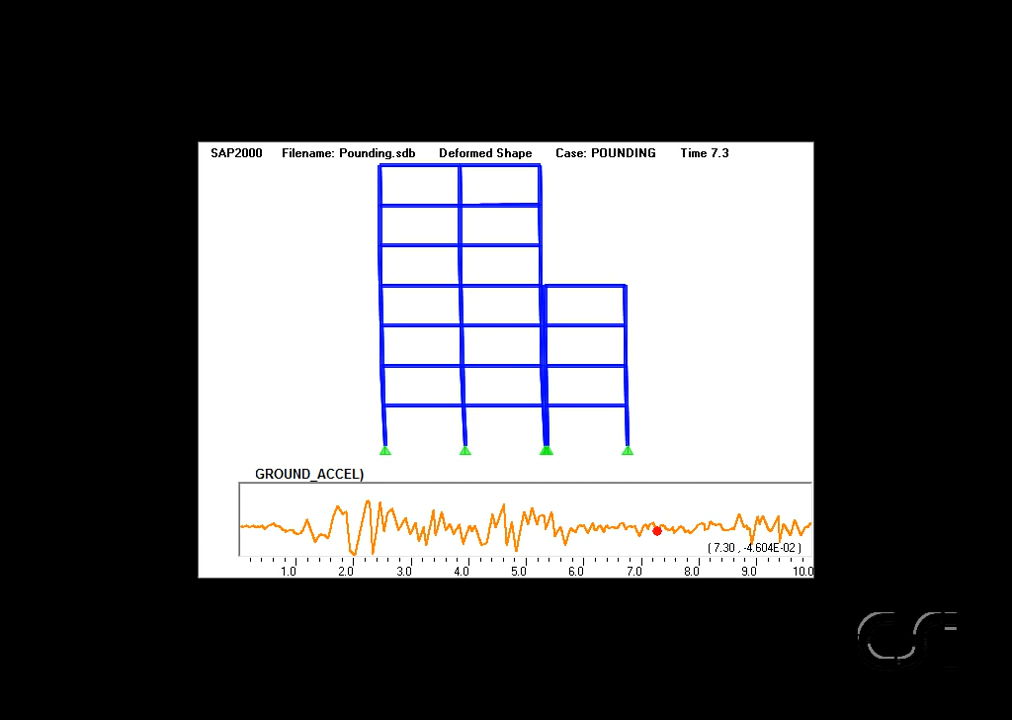 SAP2000 Filename: Pounding.sdb Deformed Shape Case: POUNDING Time 7.3
GROUND_ACCEL)
( 7.30 , -4.604E-02 )
1.0 2.0 3.0 4.0 5.0 6.0 7.0 8.0 9.0 10.0
CSI